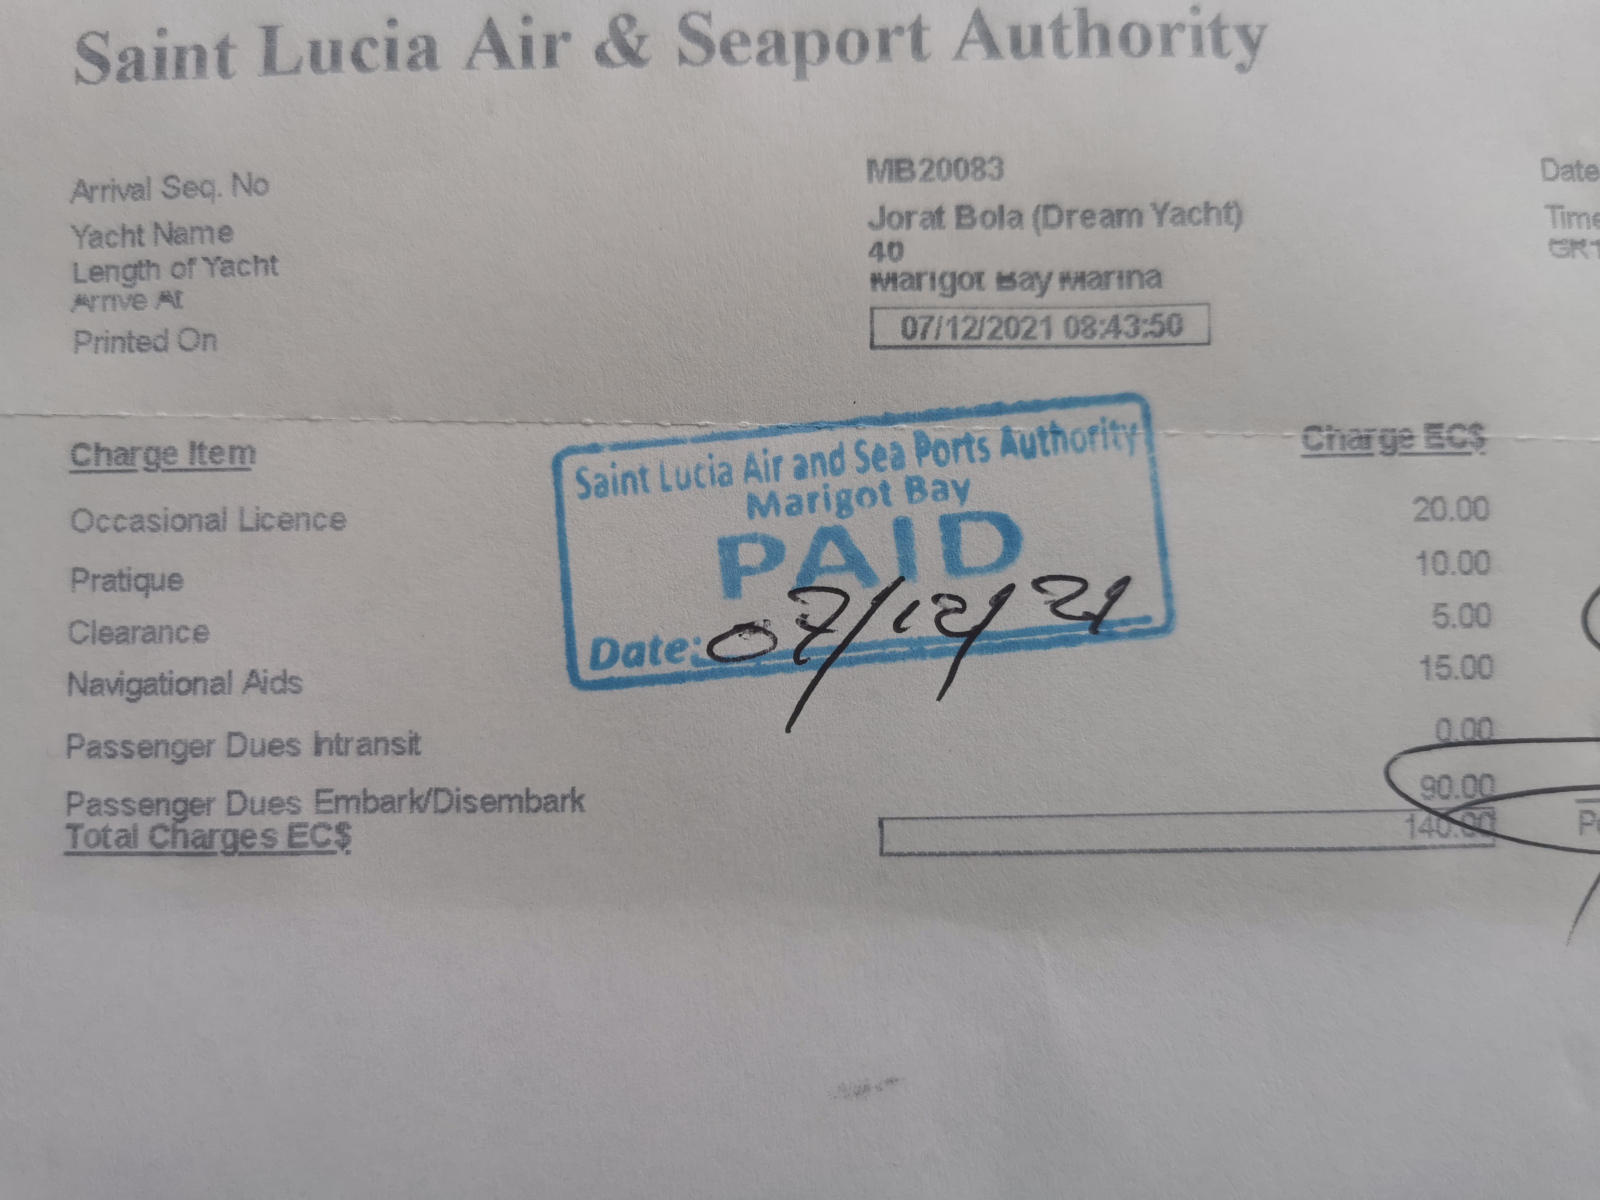 Saint Lucia Air & Seaport Authority
Arrival Seq. No MB20083 Date
Yacht Name Jorat Bola (Dream Yacht) Time
Length of Yacht 40
Arrive At Marigot Bay Marina
Printed On 07/12/2021 08:43:50
Charge Item Charge EC$
Saint Lucia Air and Sea Ports Authority
Marigot Bay
PAID
Date: 07/12/21
Occasional Licence 20.00
Pratique 10.00
Clearance 5.00
Navigational Aids 15.00
Passenger Dues Intransit 0.00
Passenger Dues Embark/Disembark 90.00
Total Charges EC$ 140.00